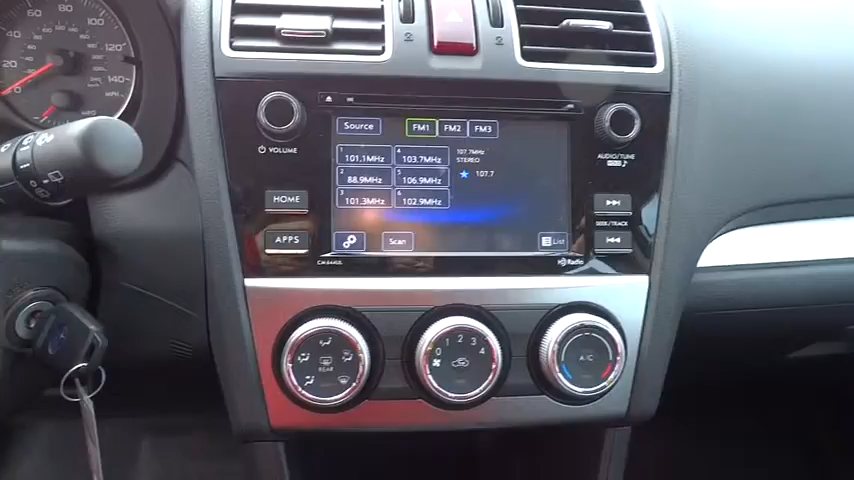 60 80 100 120 140
Source FM1 FM2 FM3
VOLUME
AUDIO/TUNE
1 101.1MHz 4 103.7MHz
2 88.9MHz 5 106.9MHz
3 101.3MHz 6 102.9MHz
107.7MHz
STEREO
107.7
HOME
APPS
SEEK/TRACK
Scan List
HD Radio
0 1 2 3 4
REAR
A/C